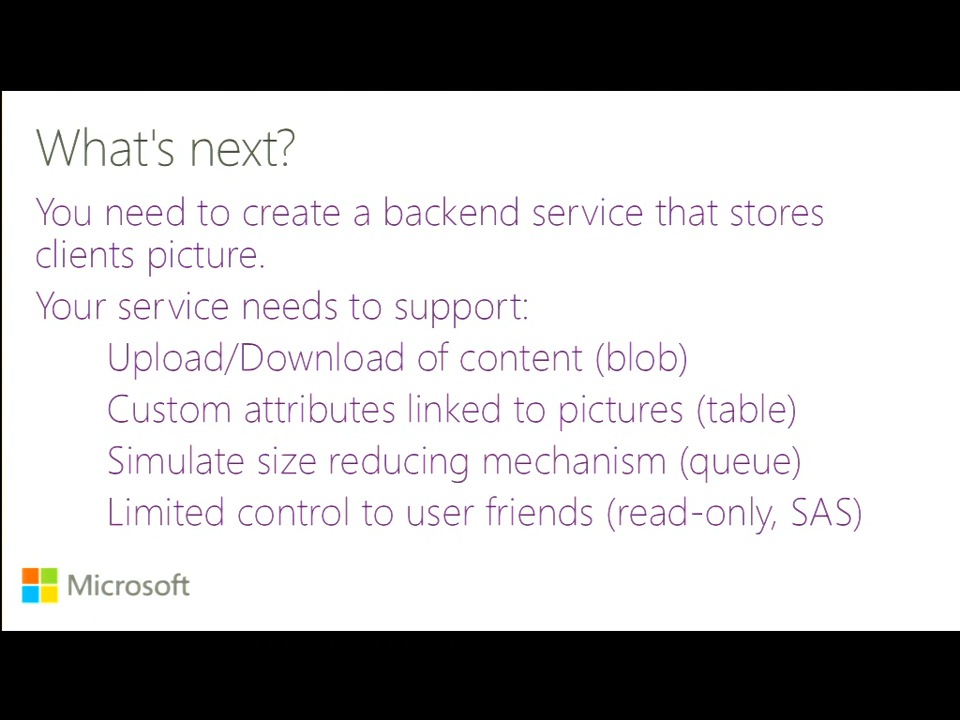 What's next?
You need to create a backend service that stores
clients picture.
Your service needs to support:
Upload/Download of content (blob)
Custom attributes linked to pictures (table)
Simulate size reducing mechanism (queue)
Limited control to user friends (read-only, SAS)
Microsoft